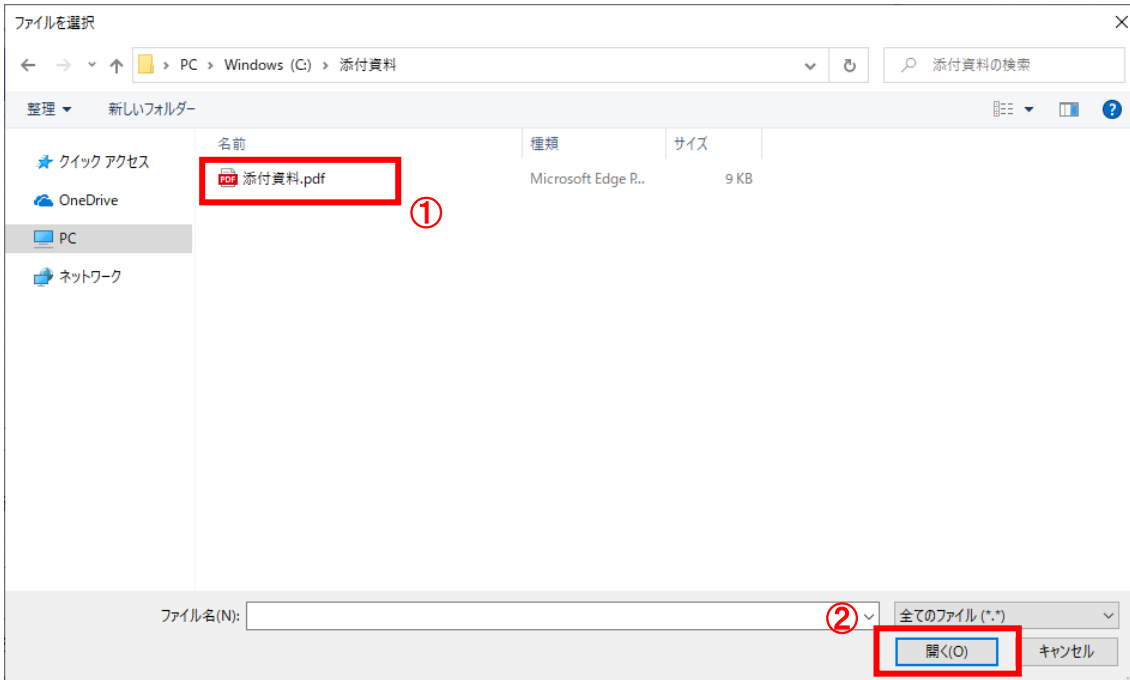 ファイルを選択
PC › Windows (C:) › 添付資料
添付資料の検索
整理
新しいフォルダー
名前 種類 サイズ
クイック アクセス
PDF 添付資料.pdf Microsoft Edge P... 9 KB
①
OneDrive
PC
ネットワーク
ファイル名(N):
②
全てのファイル (*.*)
開く(O)
キャンセル